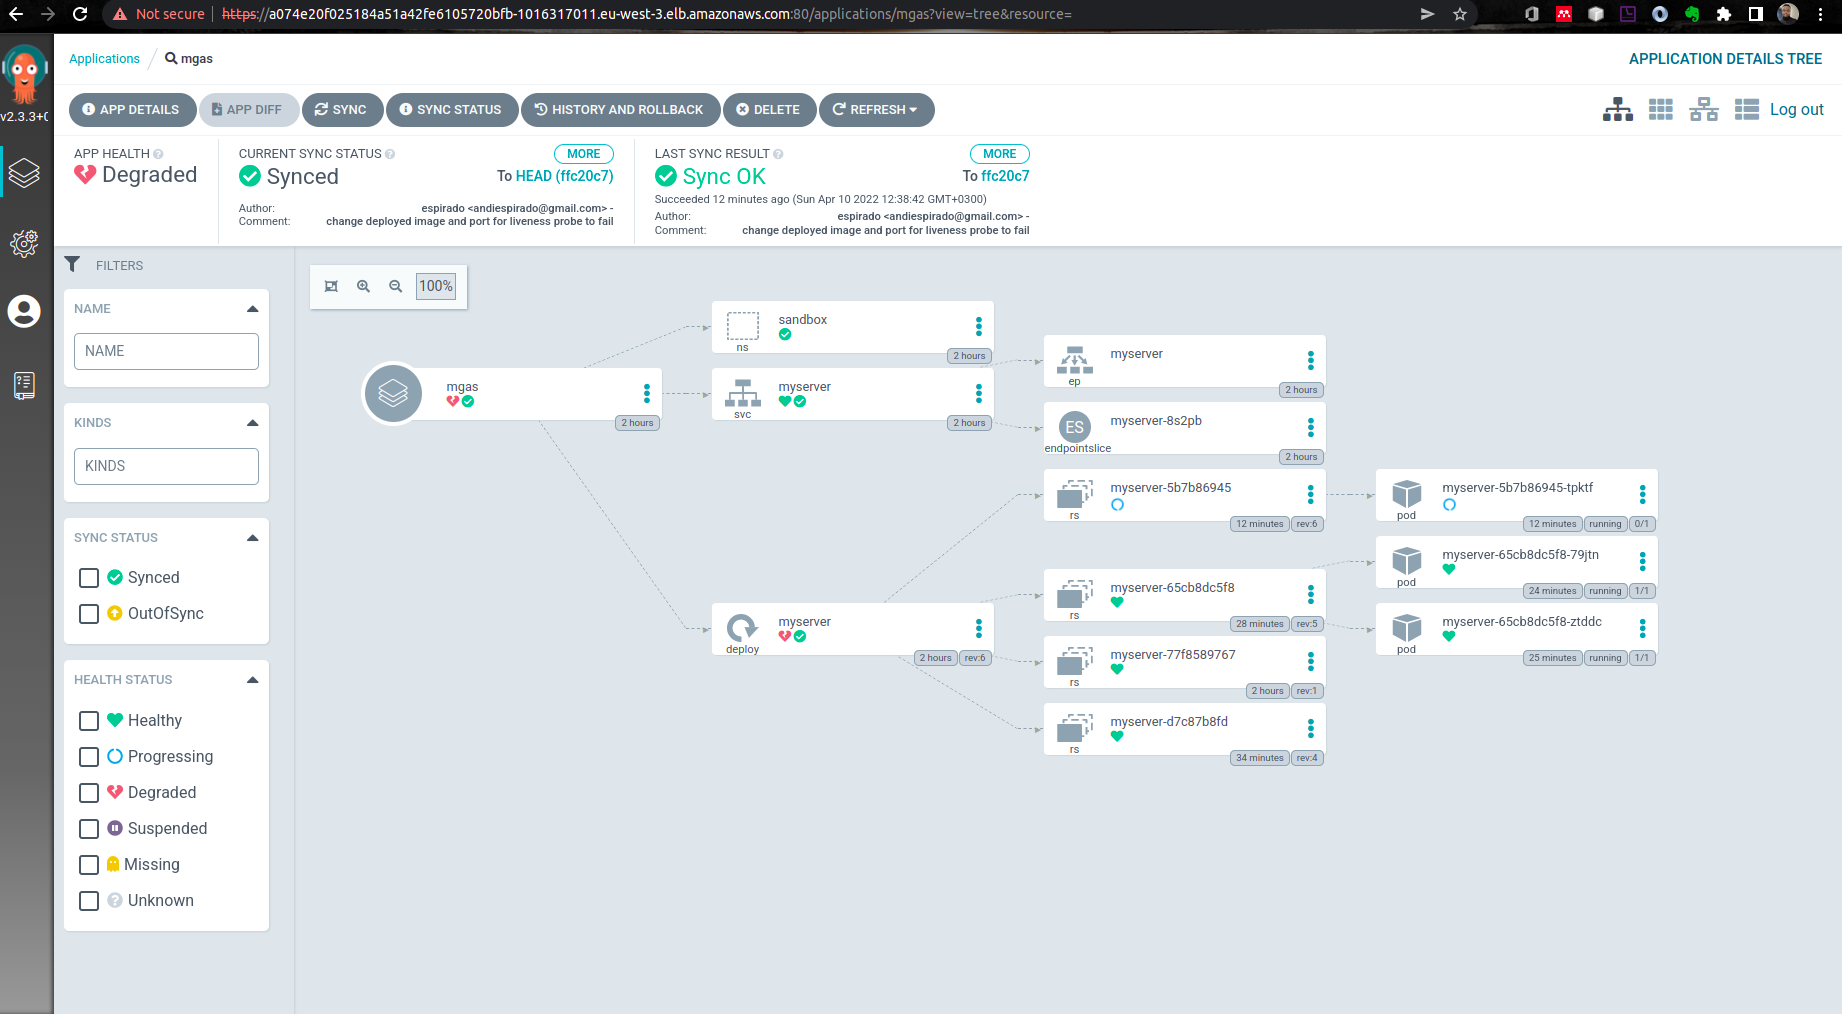 Not secure
https://a074e20f025184a51a42fe6105720bfb-1016317011.eu-west-3.elb.amazonaws.com:80/applications/mgas?view=tree&resource=
v2.3.3+0
Applications
mgas
APPLICATION DETAILS TREE
APP DETAILS
APP DIFF
SYNC
SYNC STATUS
HISTORY AND ROLLBACK
DELETE
REFRESH
Log out
APP HEALTH
Degraded
CURRENT SYNC STATUS
MORE
Synced
To HEAD (ffc20c7)
Author: espirado <andiespirado@gmail.com> -
Comment: change deployed image and port for liveness probe to fail
LAST SYNC RESULT
MORE
Sync OK
To ffc20c7
Succeeded 12 minutes ago (Sun Apr 10 2022 12:38:42 GMT+0300)
Author: espirado <andiespirado@gmail.com> -
Comment: change deployed image and port for liveness probe to fail
FILTERS
NAME
NAME
KINDS
KINDS
SYNC STATUS
Synced
OutOfSync
HEALTH STATUS
Healthy
Progressing
Degraded
Suspended
Missing
Unknown
100%
mgas
2 hours
sandbox
ns
2 hours
myserver
svc
2 hours
myserver
deploy
2 hours rev:6
myserver
ep
2 hours
ES
myserver-8s2pb
endpointslice
2 hours
myserver-5b7b86945
rs
12 minutes rev:6
myserver-65cb8dc5f8
rs
28 minutes rev:5
myserver-77f8589767
rs
2 hours rev:1
myserver-d7c87b8fd
rs
34 minutes rev:4
myserver-5b7b86945-tpktf
pod
12 minutes running 0/1
myserver-65cb8dc5f8-79jtn
pod
24 minutes running 1/1
myserver-65cb8dc5f8-ztddc
pod
25 minutes running 1/1